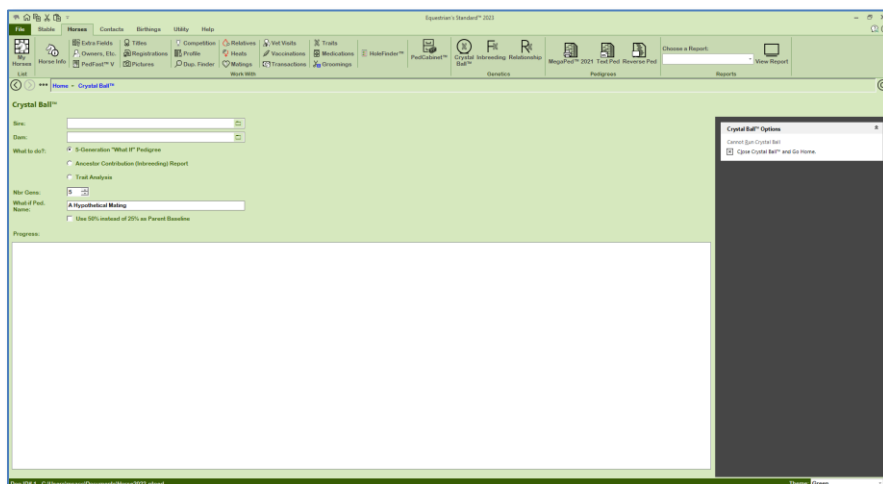 Equestrian's Standard™ 2023
File Stable Horses Contacts Birthings Utility Help
My Horses
Horse Info
Extra Fields Titles Competition Relatives Vet Visits Traits
Owners, Etc. Registrations Profile Heats Vaccinations Medications HoleFinder™
PedFast™ V Pictures Dup. Finder Matings Transactions Groomings
PedCabinet™
Crystal Ball™ Inbreeding Relationship
MegaPed™ 2021 Text Ped Reverse Ped
Choose a Report:
View Report
List Work With Genetics Pedigrees Reports
Home - Crystal Ball™
Crystal Ball™
Sire:
Dam:
What to do?: 5-Generation "What If" Pedigree
Ancestor Contribution (Inbreeding) Report
Trait Analysis
Nbr Gens: 5
What-if Ped. Name: A Hypothetical Mating
Use 50% instead of 25% as Parent Baseline
Progress:
Crystal Ball™ Options
Cannot Run Crystal Ball
Close Crystal Ball™ and Go Home.
Green